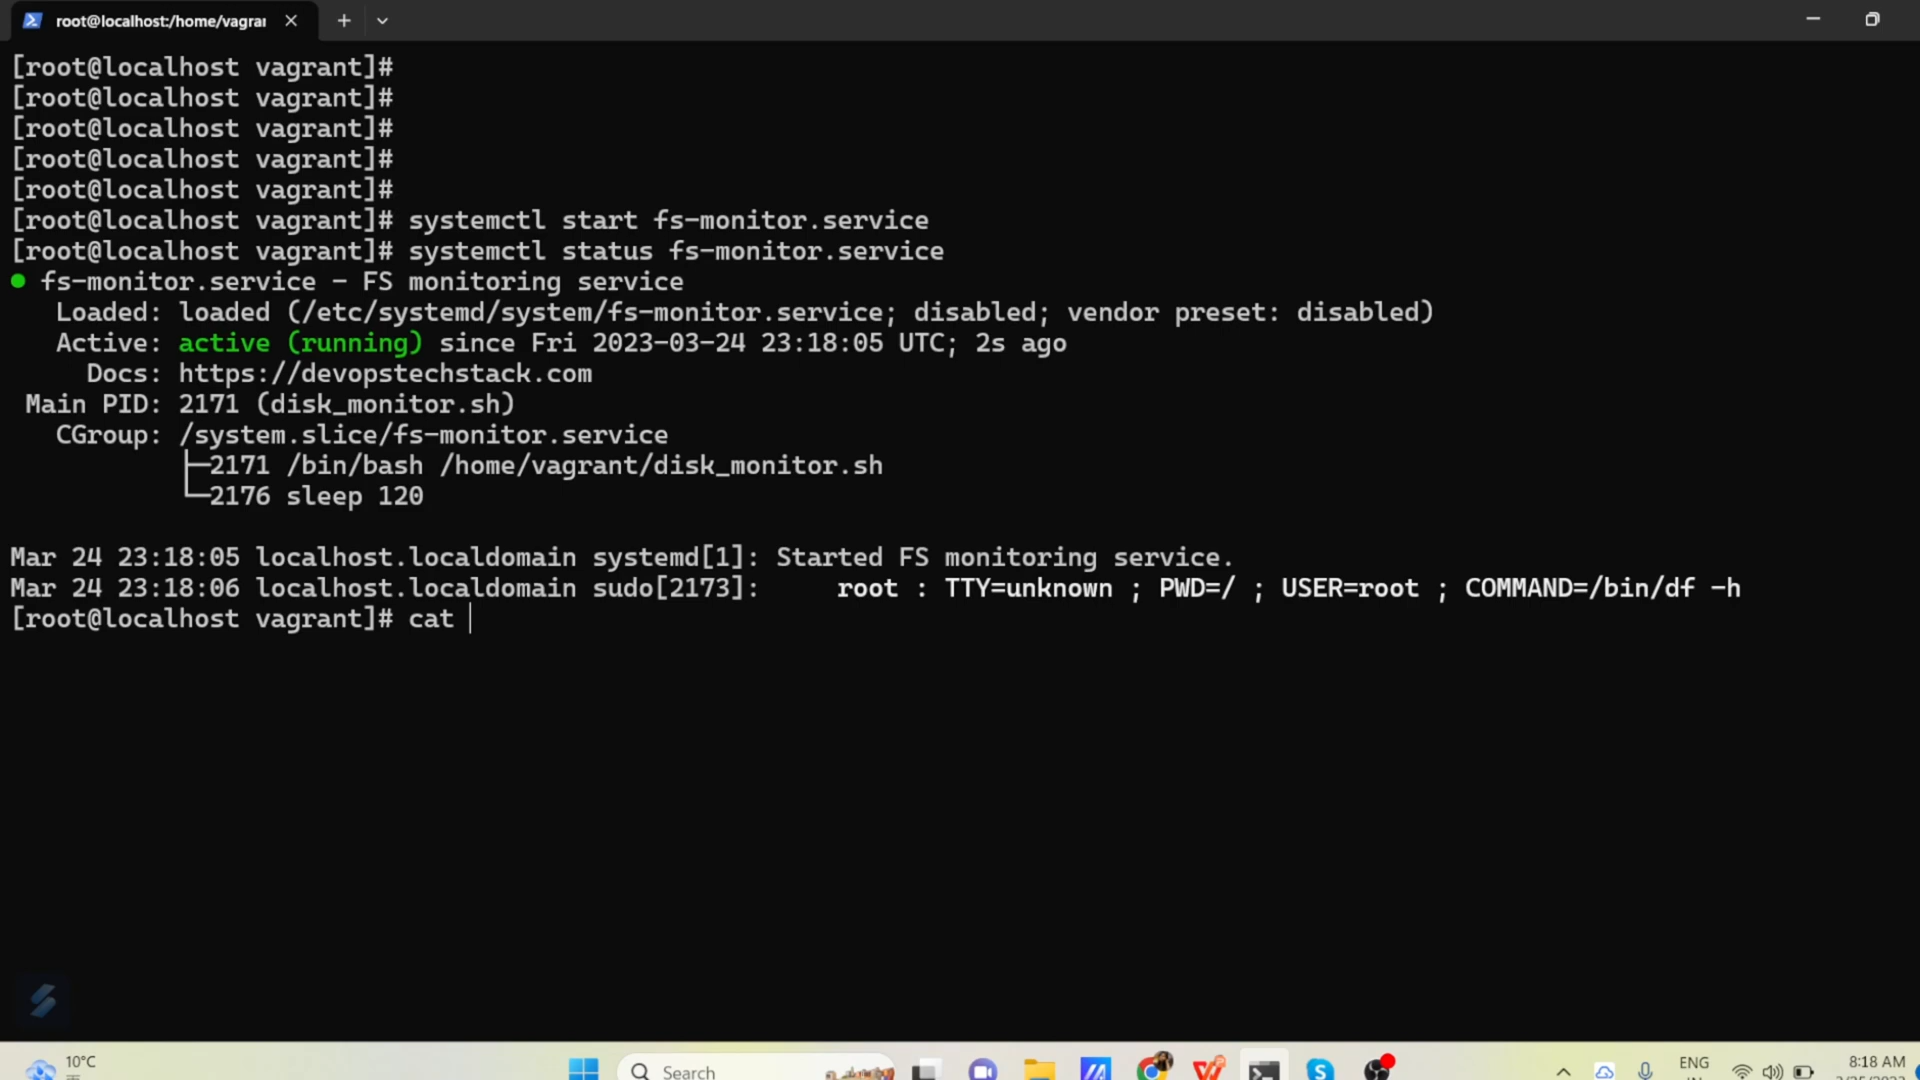 root@localhost:/home/vagra
[root@localhost vagrant]#
[root@localhost vagrant]#
[root@localhost vagrant]#
[root@localhost vagrant]#
[root@localhost vagrant]#
[root@localhost vagrant]# systemctl start fs-monitor.service
[root@localhost vagrant]# systemctl status fs-monitor.service
● fs-monitor.service - FS monitoring service
Loaded: loaded (/etc/systemd/system/fs-monitor.service; disabled; vendor preset: disabled)
Active: active (running) since Fri 2023-03-24 23:18:05 UTC; 2s ago
Docs: https://devopstechstack.com
Main PID: 2171 (disk_monitor.sh)
CGroup: /system.slice/fs-monitor.service
├─2171 /bin/bash /home/vagrant/disk_monitor.sh
└─2176 sleep 120
Mar 24 23:18:05 localhost.localdomain systemd[1]: Started FS monitoring service.
Mar 24 23:18:06 localhost.localdomain sudo[2173]: root : TTY=unknown ; PWD=/ ; USER=root ; COMMAND=/bin/df -h
[root@localhost vagrant]# cat
10°C
Search
ENG
8:18 AM